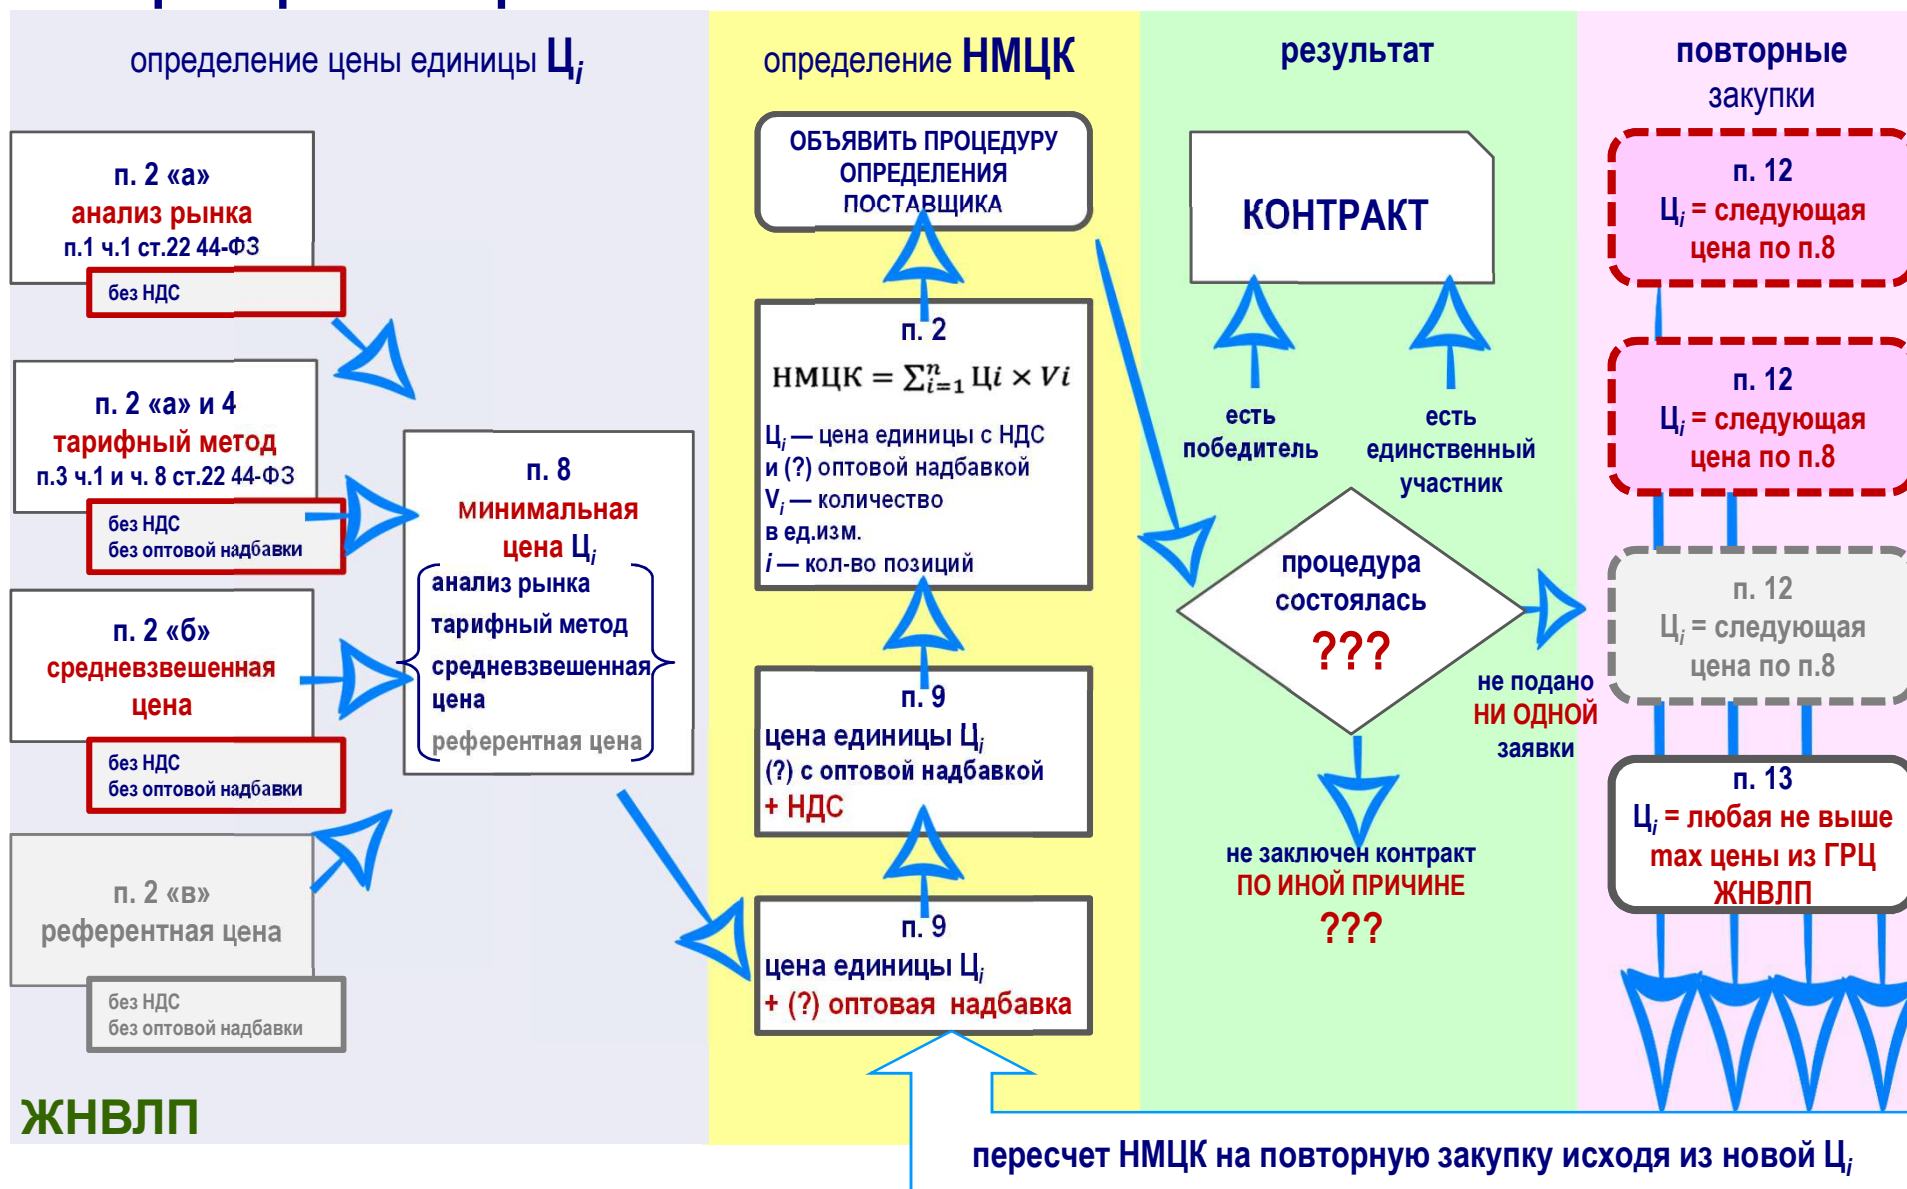 определение цены единицы Цi
п. 2 «а»
анализ рынка
п.1 ч.1 ст.22 44-ФЗ
без НДС
п. 2 «а» и 4
тарифный метод
п.3 ч.1 и ч. 8 ст.22 44-ФЗ
без НДС
без оптовой надбавки
п. 2 «б»
средневзвешенная
цена
без НДС
без оптовой надбавки
п. 2 «в»
референтная цена
без НДС
без оптовой надбавки
п. 8
минимальная
цена Цi
анализ рынка
тарифный метод
средневзвешенная
цена
референтная цена
ЖНВЛП
определение НМЦК
ОБЪЯВИТЬ ПРОЦЕДУРУ
ОПРЕДЕЛЕНИЯ
ПОСТАВЩИКА
п. 2
НМЦК = ∑ⁿᵢ₌₁ Цi × Vi
Цi — цена единицы с НДС
и (?) оптовой надбавкой
Vi — количество
в ед.изм.
i — кол-во позиций
п. 9
цена единицы Цi
(?) с оптовой надбавкой
+ НДС
п. 9
цена единицы Цi
+ (?) оптовая надбавка
результат
КОНТРАКТ
есть
победитель
есть
единственный
участник
процедура
состоялась
???
не подано
НИ ОДНОЙ
заявки
не заключен контракт
ПО ИНОЙ ПРИЧИНЕ
???
повторные
закупки
п. 12
Цi = следующая
цена по п.8
п. 12
Цi = следующая
цена по п.8
п. 12
Цi = следующая
цена по п.8
п. 13
Цi = любая не выше
max цены из ГРЦ
ЖНВЛП
пересчет НМЦК на повторную закупку исходя из новой Цi